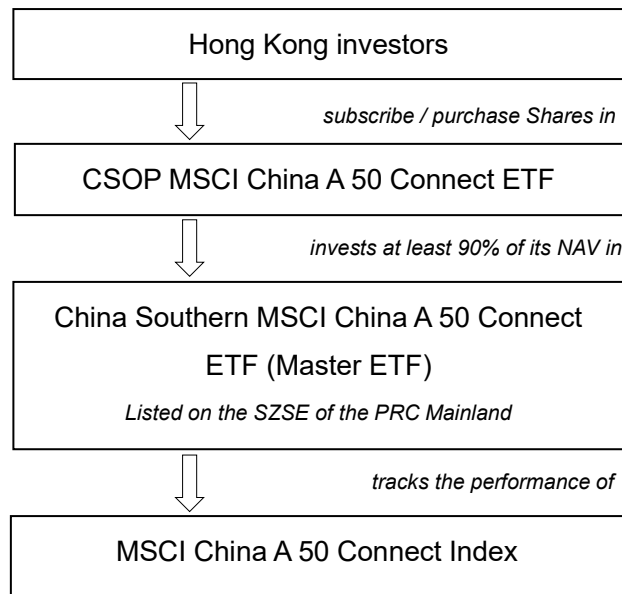 Hong Kong investors
subscribe / purchase Shares in
CSOP MSCI China A 50 Connect ETF
invests at least 90% of its NAV in
China Southern MSCI China A 50 Connect
ETF (Master ETF)
Listed on the SZSE of the PRC Mainland
tracks the performance of
MSCI China A 50 Connect Index